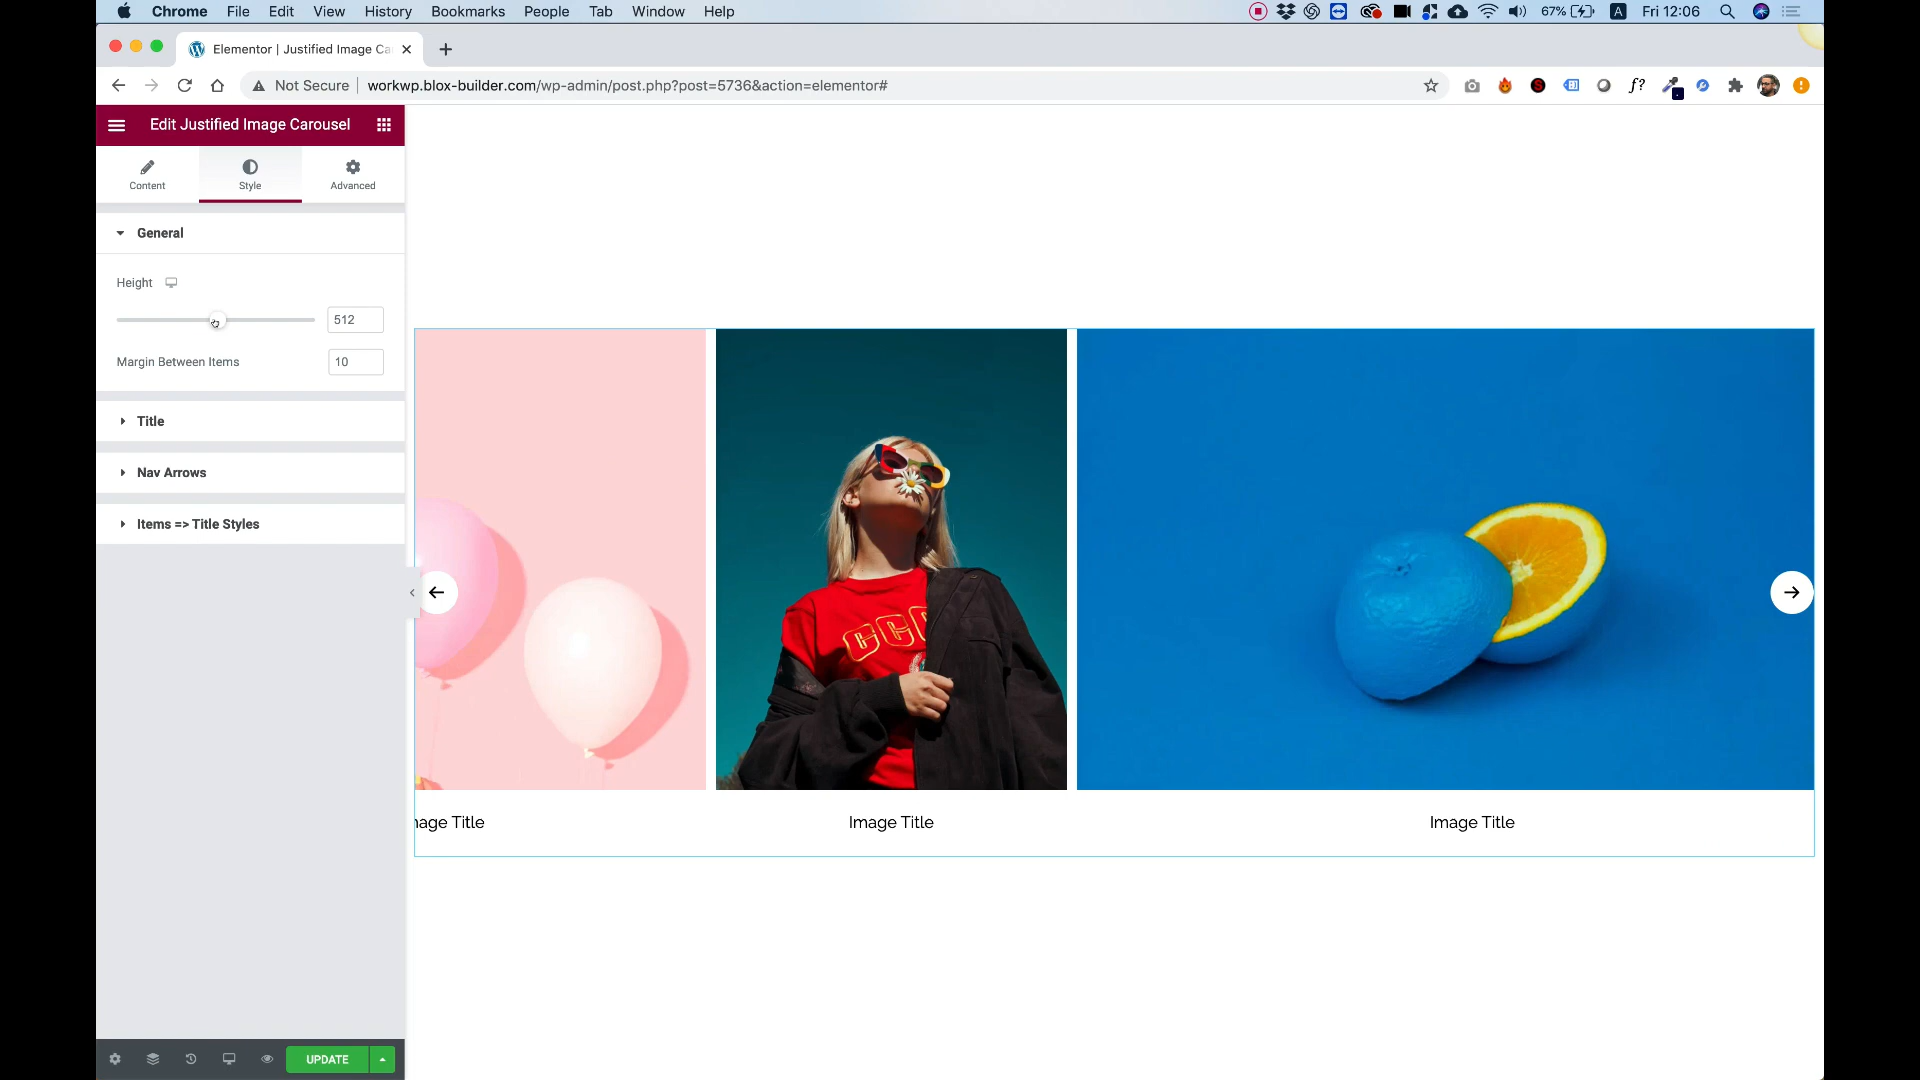 Chrome File Edit View History Bookmarks People Tab Window Help
67% A Fri 12:06
Elementor | Justified Image Ca
Not Secure workwp.blox-builder.com/wp-admin/post.php?post=5736&action=elementor#
f?
Edit Justified Image Carousel
Content Style Advanced
General
Height
512
Margin Between Items 10
Title
Nav Arrows
Items => Title Styles
UPDATE
mage Title
Image Title
Image Title